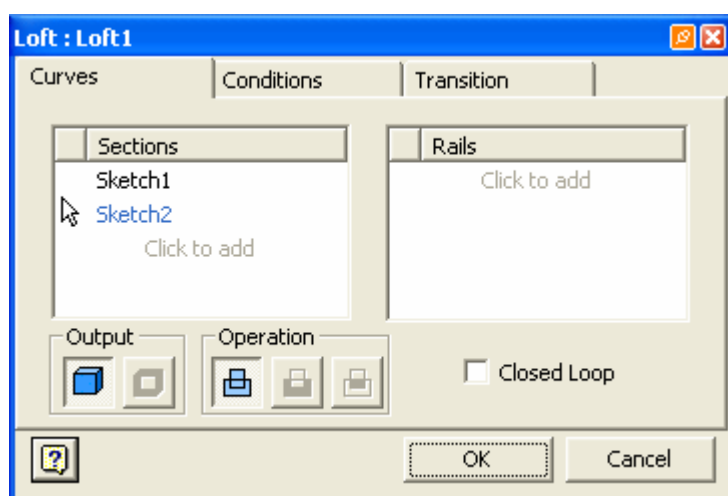 Loft : Loft1
Curves Conditions Transition
Sections
Sketch1
Sketch2
Click to add
Rails
Click to add
Output
Operation
Closed Loop
?
OK Cancel